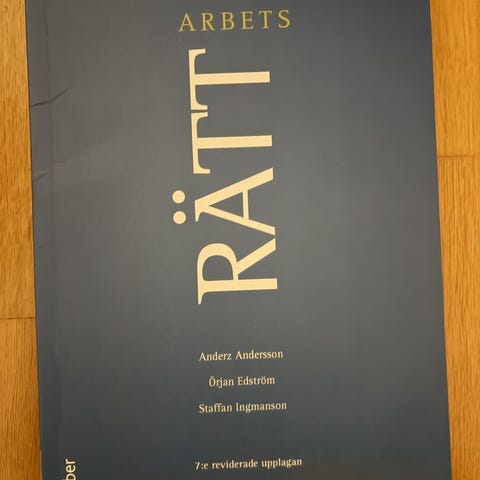 ARBETS
RÄTT
Anderz Andersson
Örjan Edström
Staffan Ingmanson
7:e reviderade upplagan